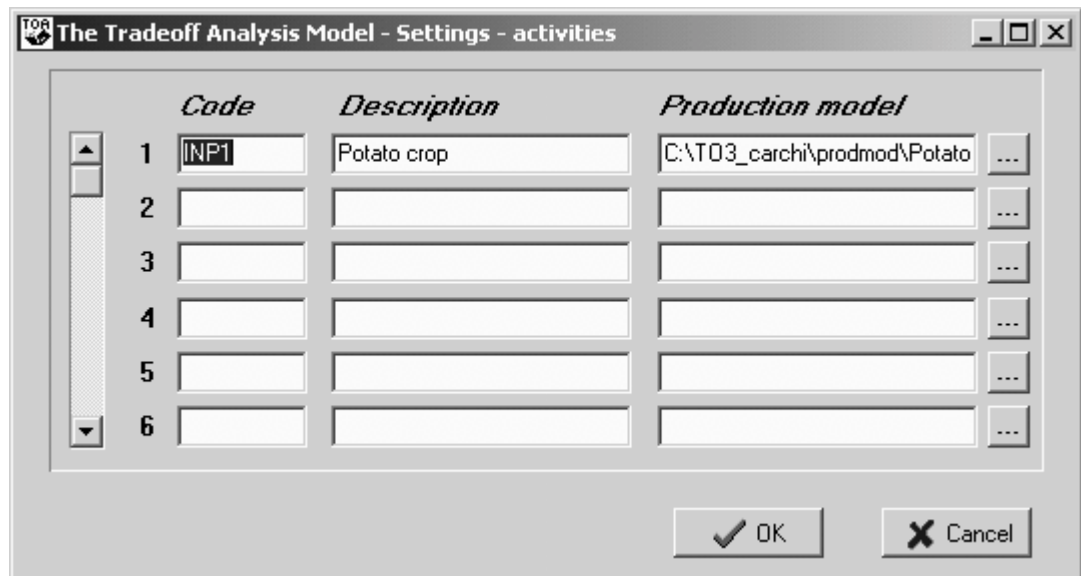 TOA The Tradeoff Analysis Model - Settings - activities
Code Description Production model
1 INP1 Potato crop C:\TO3_carchi\prodmod\Potato ...
2 ...
3 ...
4 ...
5 ...
6 ...
OK Cancel